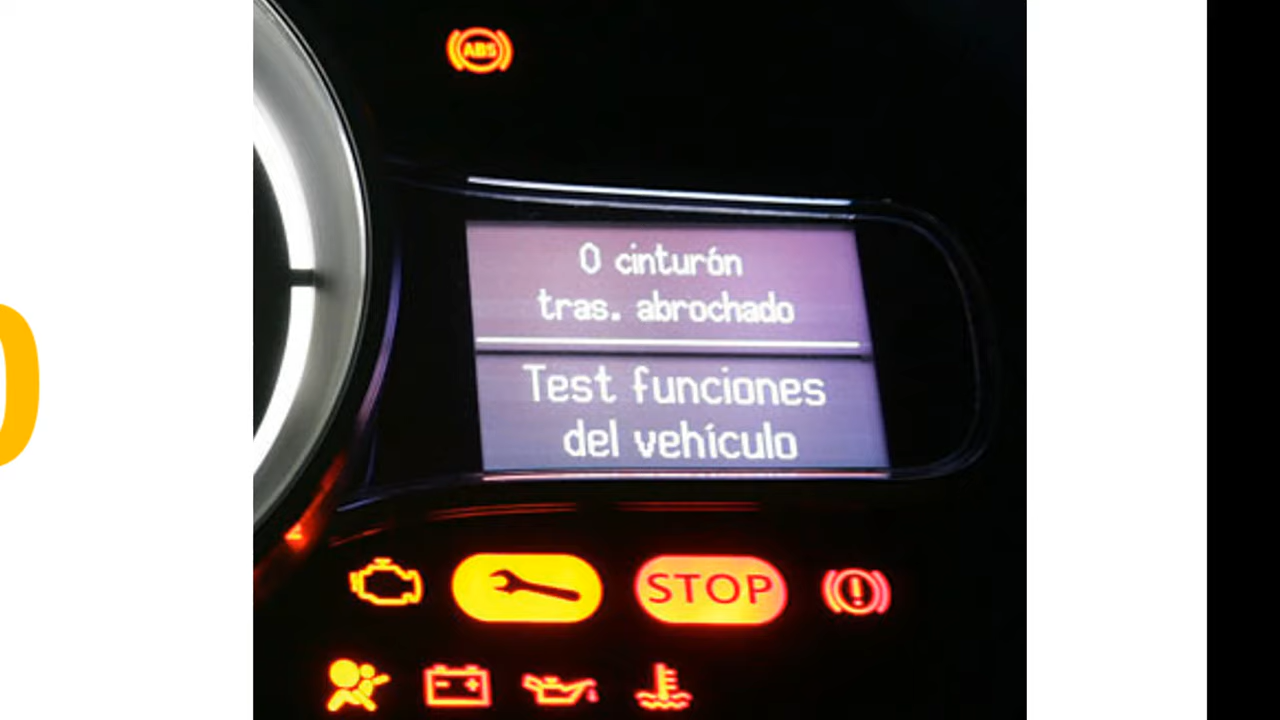 ABS
0 cinturón
tras. abrochado
Test funciones
del vehículo
STOP